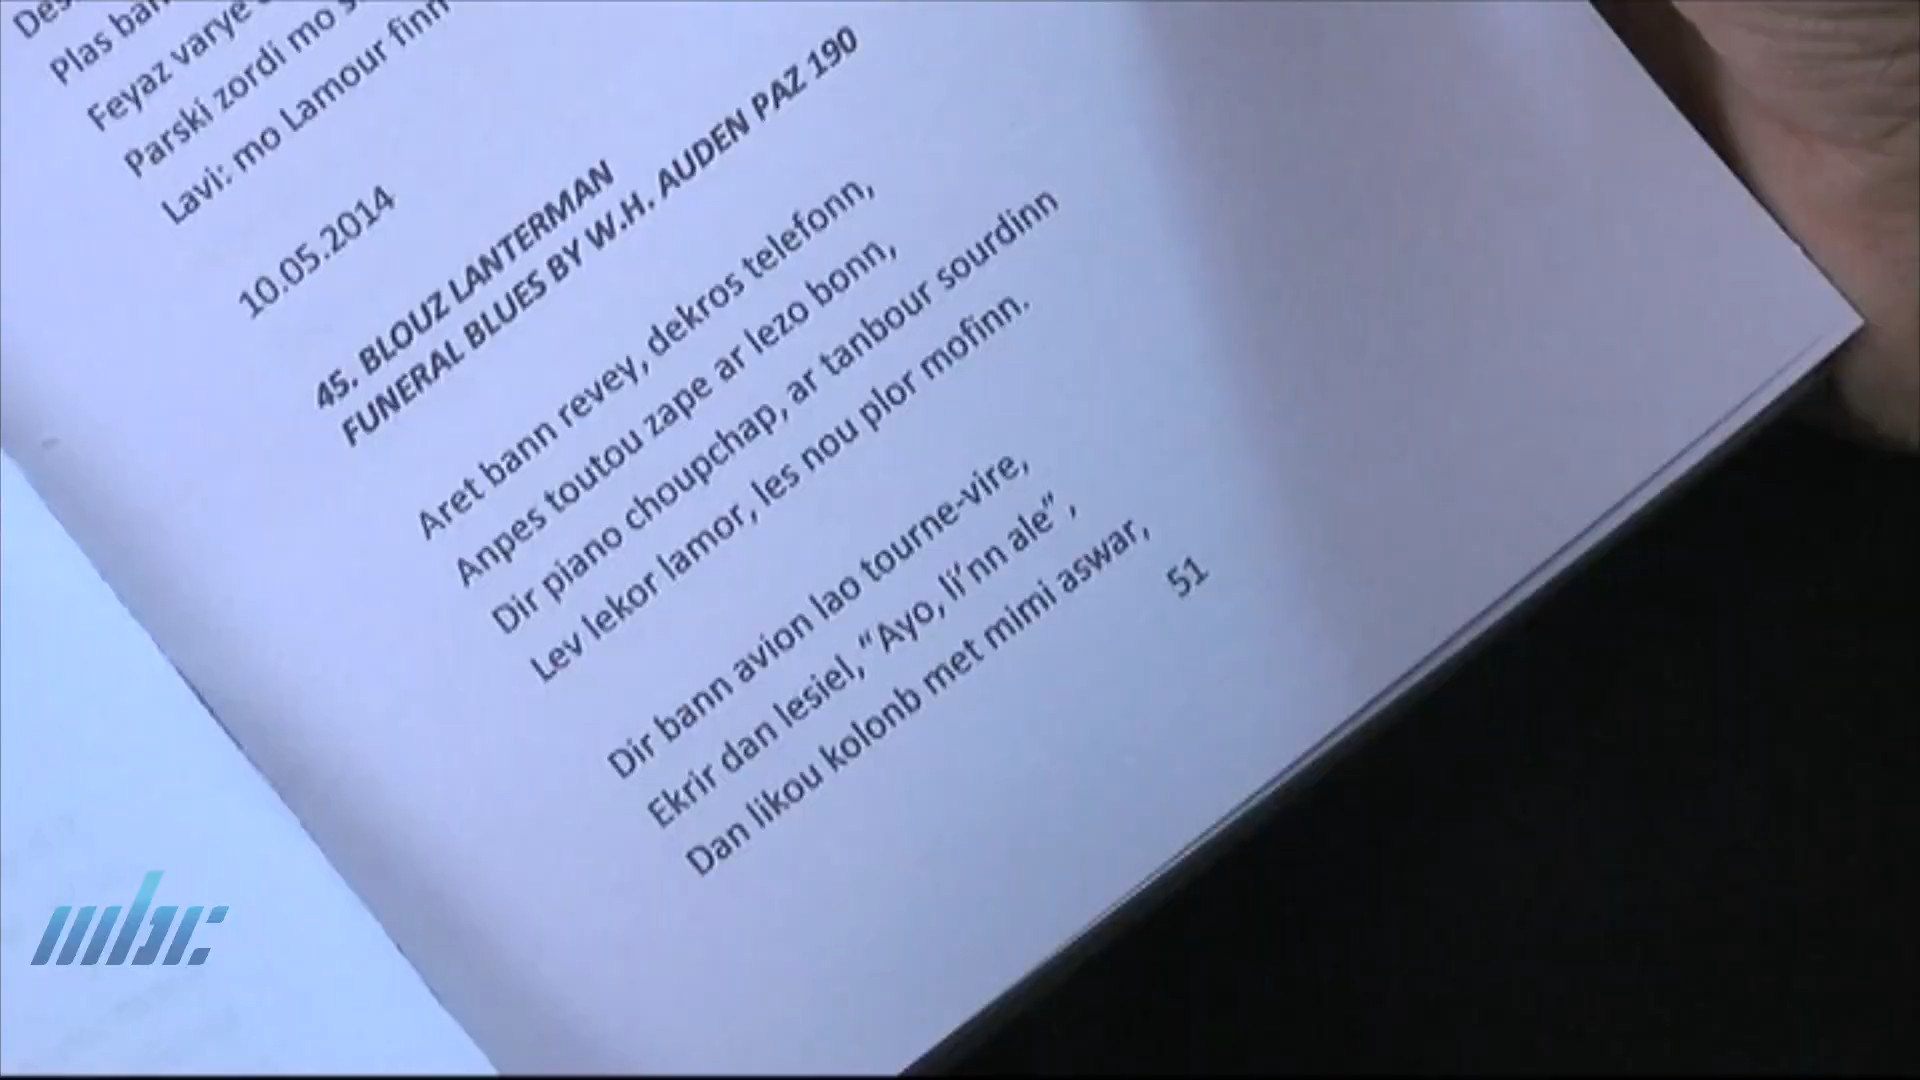 Plas
Feyaz varye
Parski zordi mo
Lavi: mo Lamour finn
10.05.2014
45. BLOUZ LANTERMAN
FUNERAL BLUES BY W.H. AUDEN PAZ 190
Aret bann revey, dekros telefonn,
Anpes toutou zape ar lezo bonn,
Dir piano choupchap, ar tanbour sourdinn
Lev lekor lamor, les nou plor mofinn.
Dir bann avion lao tourne-vire,
Ekrir dan lesiel, “Ayo, li’nn ale”,
Dan likou kolonb met mimi aswar,
51
mbc